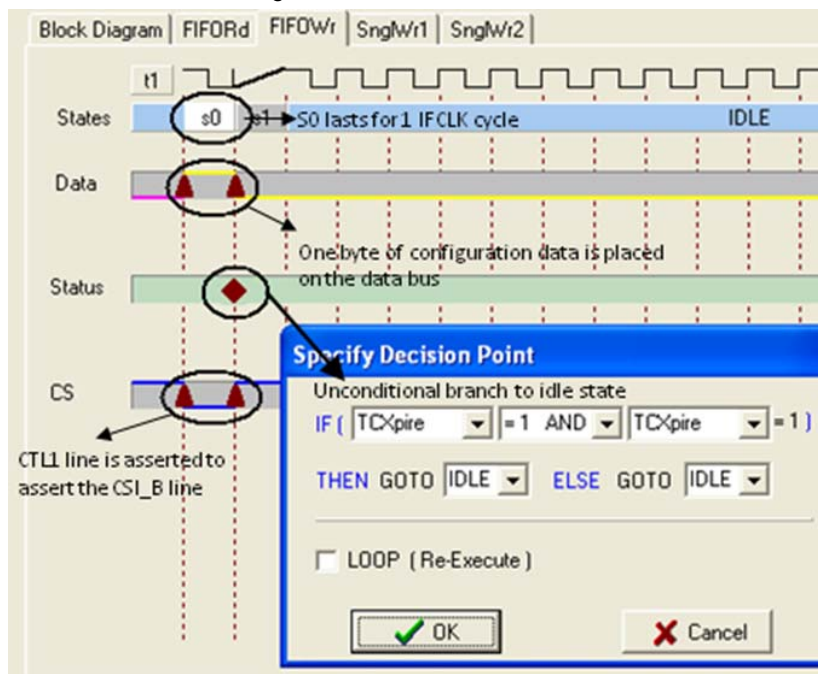 Block Diagram FIFORd FIFOWr SnglWr1 SnglWr2
t1
States s0 s1 S0 lasts for 1 IFCLK cycle IDLE
Data
One byte of configuration data is placed
on the data bus
Status
Specify Decision Point
Unconditional branch to idle state
CS
IF ( TCXpire = 1 AND TCXpire = 1 )
CTL1 line is asserted to
assert the CSI_B line
THEN GOTO IDLE ELSE GOTO IDLE
LOOP ( Re-Execute )
OK Cancel